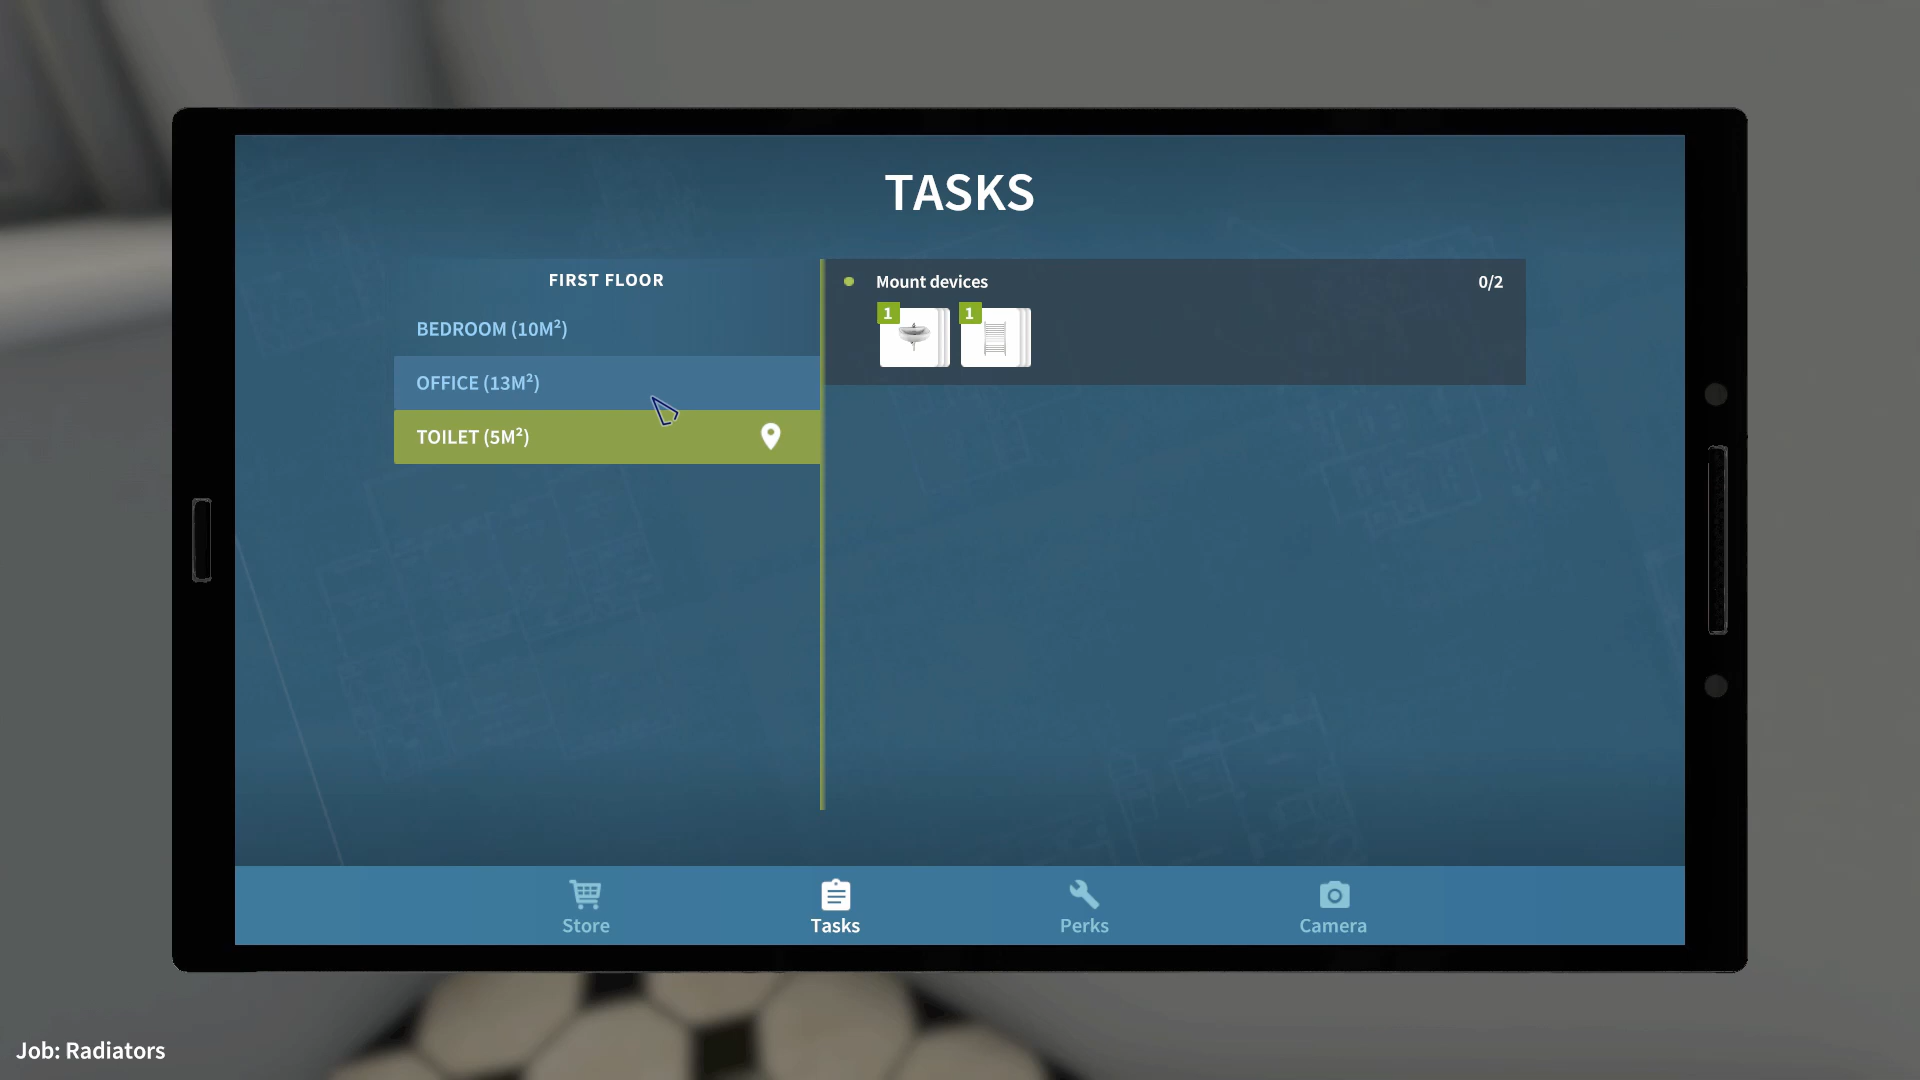 TASKS
FIRST FLOOR
BEDROOM (10M²)
OFFICE (13M²)
TOILET (5M²)
Mount devices 0/2
1 1
Store Tasks Perks Camera
Job: Radiators